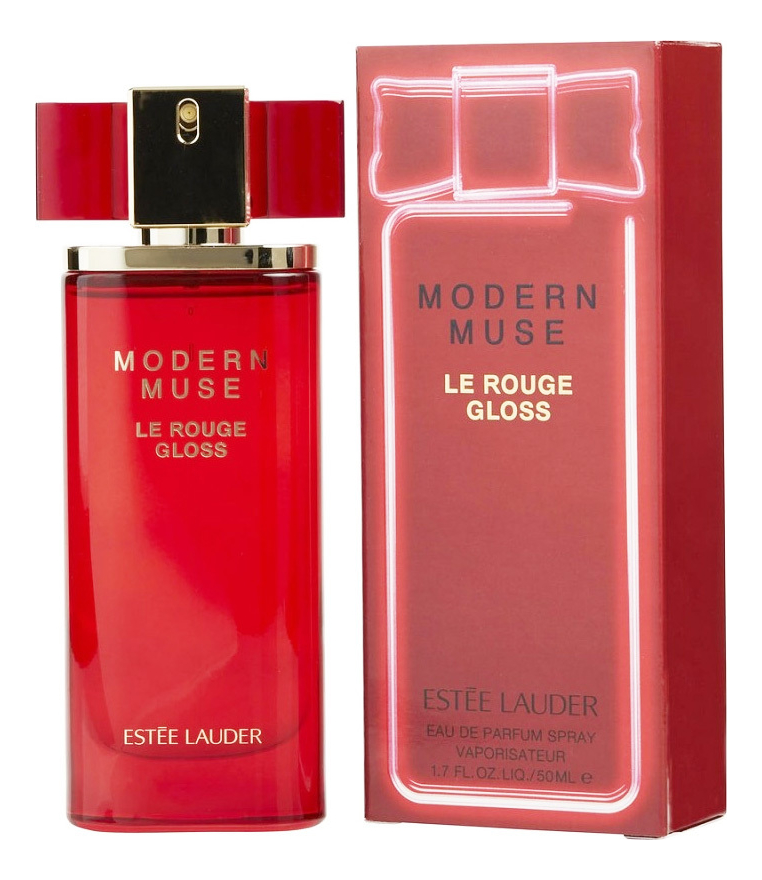 MODERN
MUSE
LE ROUGE
GLOSS
ESTĒE LAUDER
MODERN
MUSE
LE ROUGE
GLOSS
ESTĒE LAUDER
EAU DE PARFUM SPRAY
VAPORISATEUR
1.7 FL.OZ.LIQ./50ML ℮